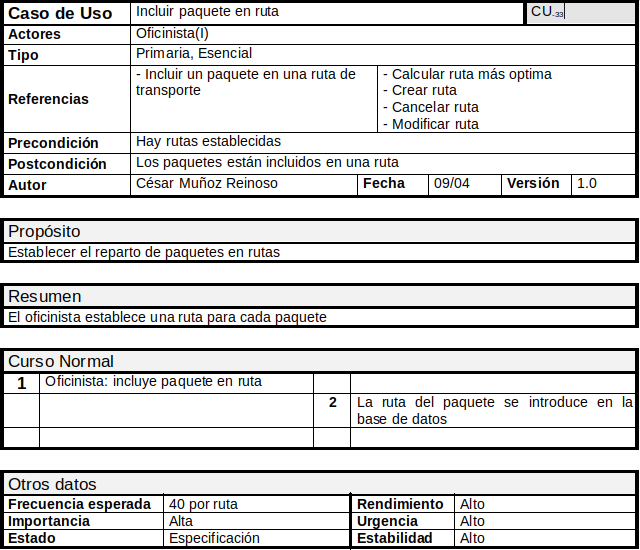 Caso de Uso Incluir paquete en ruta CU-33
Actores Oficinista(I)
Tipo Primaria, Esencial
Referencias
- Incluir un paquete en una ruta de
transporte
- Calcular ruta más optima
- Crear ruta
- Cancelar ruta
- Modificar ruta
Precondición Hay rutas establecidas
Postcondición Los paquetes están incluidos en una ruta
Autor César Muñoz Reinoso Fecha 09/04 Versión 1.0
Propósito
Establecer el reparto de paquetes en rutas
Resumen
El oficinista establece una ruta para cada paquete
Curso Normal
1 Oficinista: incluye paquete en ruta
2 La ruta del paquete se introduce en la
base de datos
Otros datos
Frecuencia esperada 40 por ruta Rendimiento Alto
Importancia Alta Urgencia Alto
Estado Especificación Estabilidad Alto